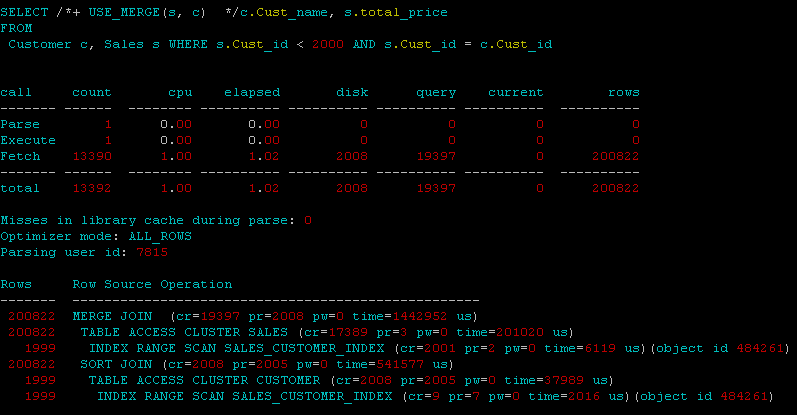 SELECT /*+ USE_MERGE(s, c)  */c.Cust_name, s.total_price
FROM
 Customer c, Sales s WHERE s.Cust_id < 2000 AND s.Cust_id = c.Cust_id
call     count       cpu    elapsed       disk      query    current        rows
------- ------  -------- ---------- ---------- ---------- ----------  ----------
Parse        1      0.00       0.00          0          0          0           0
Execute      1      0.00       0.00          0          0          0           0
Fetch    13390      1.00       1.02       2008      19397          0      200822
------- ------  -------- ---------- ---------- ---------- ----------  ----------
total    13392      1.00       1.02       2008      19397          0      200822
Misses in library cache during parse: 0
Optimizer mode: ALL_ROWS
Parsing user id: 7815
Rows     Row Source Operation
-------  ---------------------------------------------------
 200822  MERGE JOIN  (cr=19397 pr=2008 pw=0 time=1442952 us)
 200822   TABLE ACCESS CLUSTER SALES (cr=17389 pr=3 pw=0 time=201020 us)
   1999    INDEX RANGE SCAN SALES_CUSTOMER_INDEX (cr=2001 pr=2 pw=0 time=6119 us)(object id 484261)
 200822   SORT JOIN (cr=2008 pr=2005 pw=0 time=541577 us)
   1999    TABLE ACCESS CLUSTER CUSTOMER (cr=2008 pr=2005 pw=0 time=37989 us)
   1999     INDEX RANGE SCAN SALES_CUSTOMER_INDEX (cr=9 pr=7 pw=0 time=2016 us)(object id 484261)